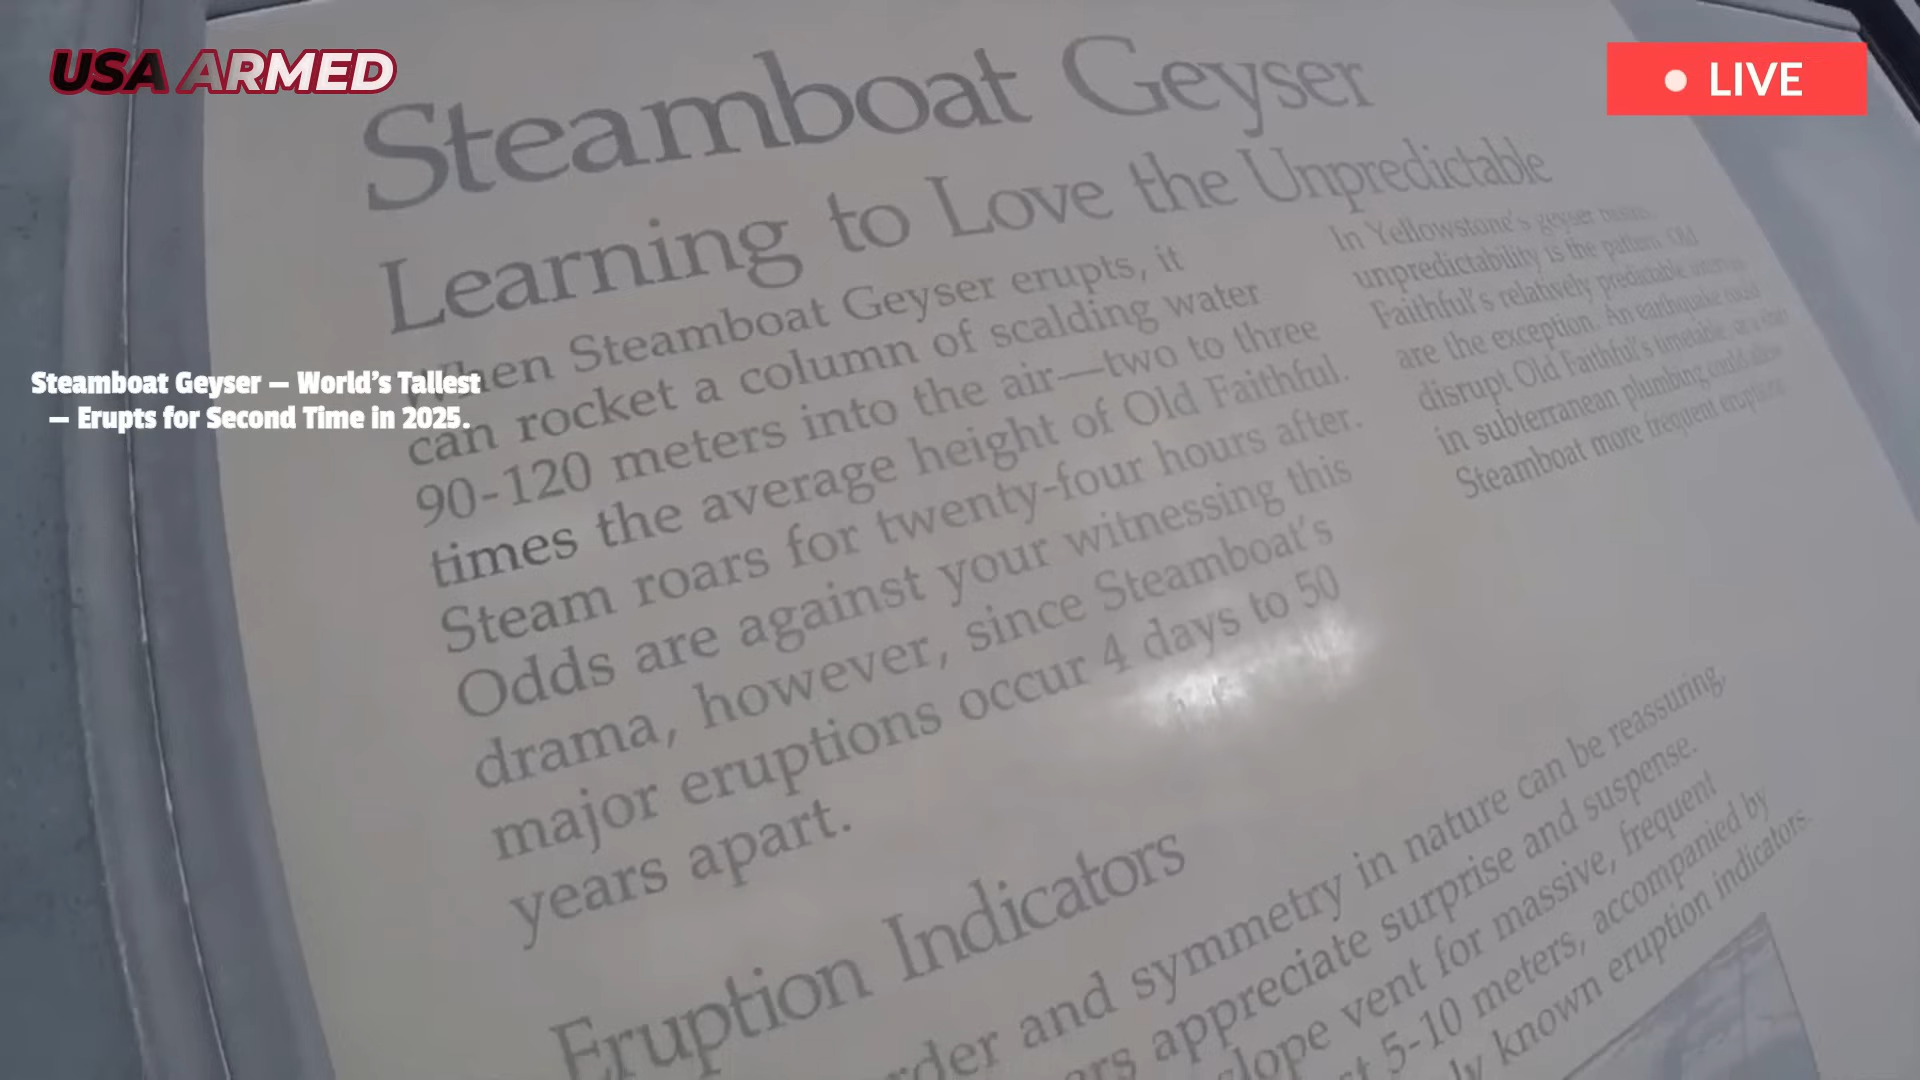 USA ARMED
LIVE
Steamboat Geyser
Learning to Love the Unpredictable
When Steamboat Geyser erupts, it
can rocket a column of scalding water
90-120 meters into the air—two to three
times the average height of Old Faithful.
Steam roars for twenty-four hours after.
Odds are against your witnessing this
drama, however, since Steamboat's
major eruptions occur 4 days to 50
years apart.
In Yellowstone's geyser basins,
unpredictability is the pattern. Old
Faithful's relatively predictable
are the exception. An earthquake could
disrupt Old Faithful's timetable,
in subterranean plumbing could allow
Steamboat more frequent eruptions
Steamboat Geyser — World's Tallest
— Erupts for Second Time in 2025.
Eruption Indicators
and symmetry in nature can be reassuring,
appreciate surprise and suspense.
vent for massive, frequent
5-10 meters, accompanied by
known eruption indicators.